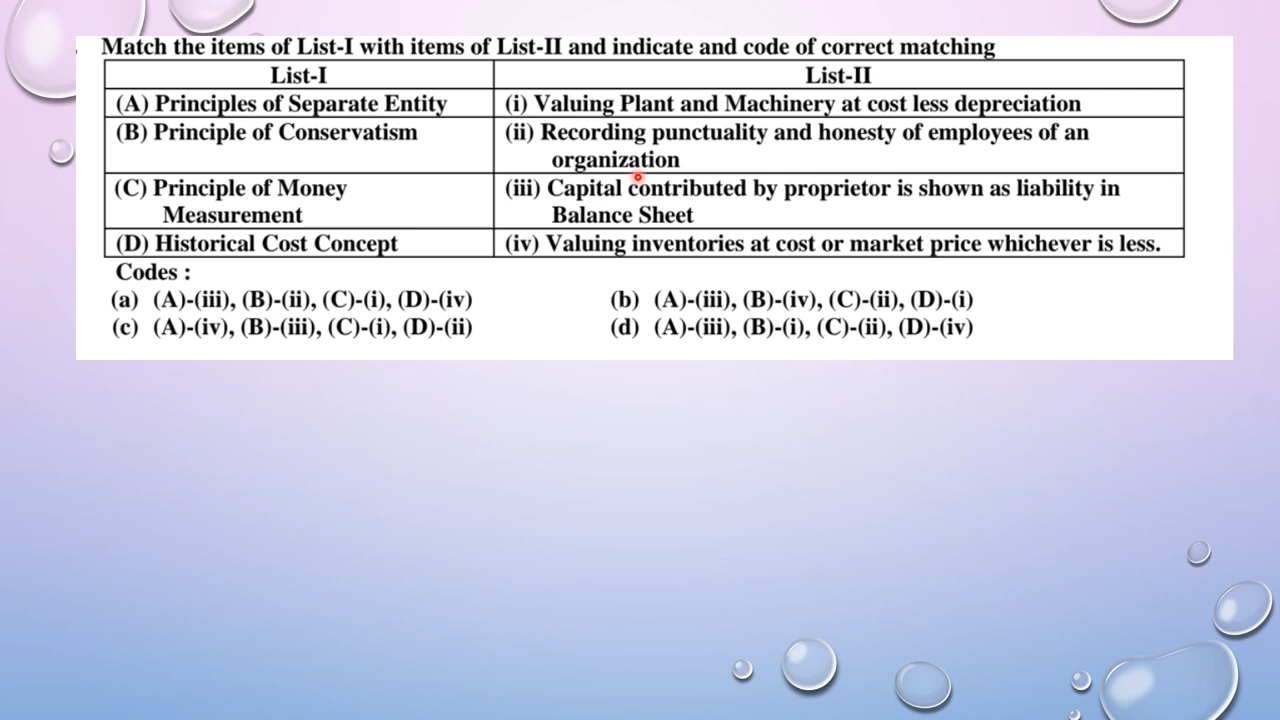 Match the items of List-I with items of List-II and indicate and code of correct matching
List-I List-II
(A) Principles of Separate Entity (i) Valuing Plant and Machinery at cost less depreciation
(B) Principle of Conservatism (ii) Recording punctuality and honesty of employees of an
organization
(C) Principle of Money (iii) Capital contributed by proprietor is shown as liability in
Measurement Balance Sheet
(D) Historical Cost Concept (iv) Valuing inventories at cost or market price whichever is less.
Codes :
(a) (A)-(iii), (B)-(ii), (C)-(i), (D)-(iv) (b) (A)-(iii), (B)-(iv), (C)-(ii), (D)-(i)
(c) (A)-(iv), (B)-(iii), (C)-(i), (D)-(ii) (d) (A)-(iii), (B)-(i), (C)-(ii), (D)-(iv)